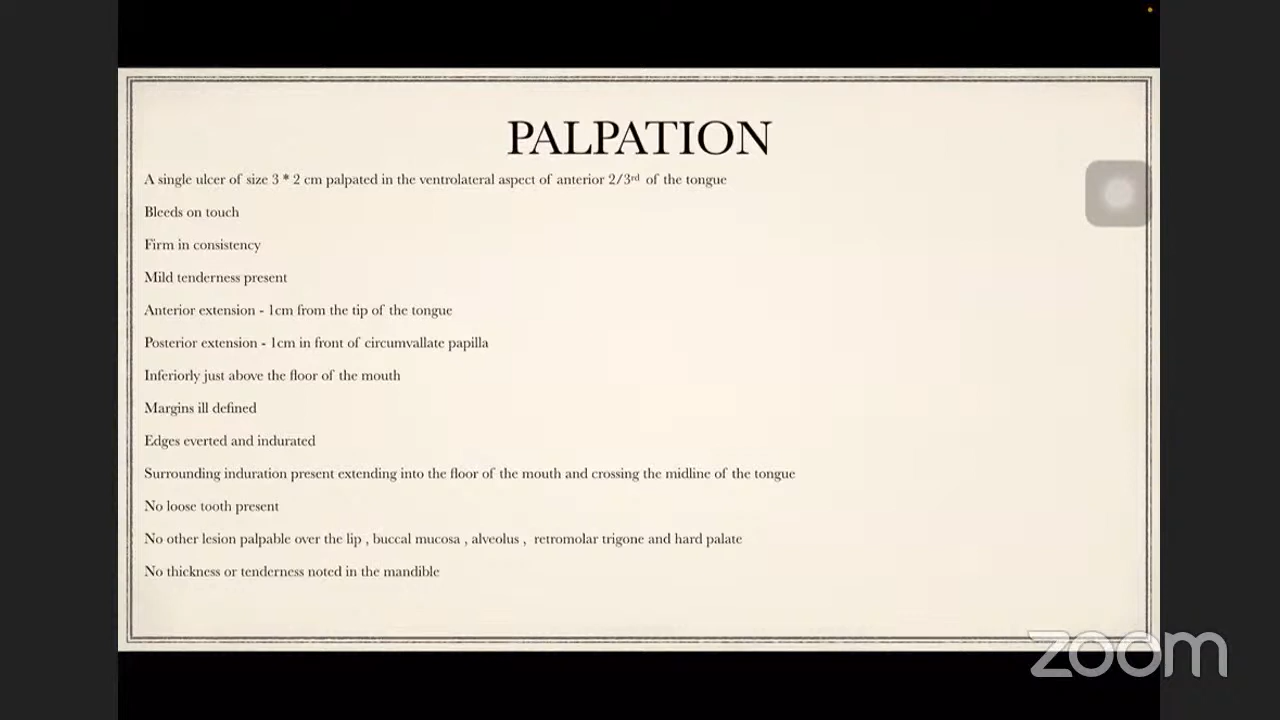 PALPATION
A single ulcer of size 3 * 2 cm palpated in the ventrolateral aspect of anterior 2/3rd of the tongue
Bleeds on touch
Firm in consistency
Mild tenderness present
Anterior extension - 1cm from the tip of the tongue
Posterior extension - 1cm in front of circumvallate papilla
Inferiorly just above the floor of the mouth
Margins ill defined
Edges everted and indurated
Surrounding induration present extending into the floor of the mouth and crossing the midline of the tongue
No loose tooth present
No other lesion palpable over the lip , buccal mucosa , alveolus , retromolar trigone and hard palate
No thickness or tenderness noted in the mandible
zoom